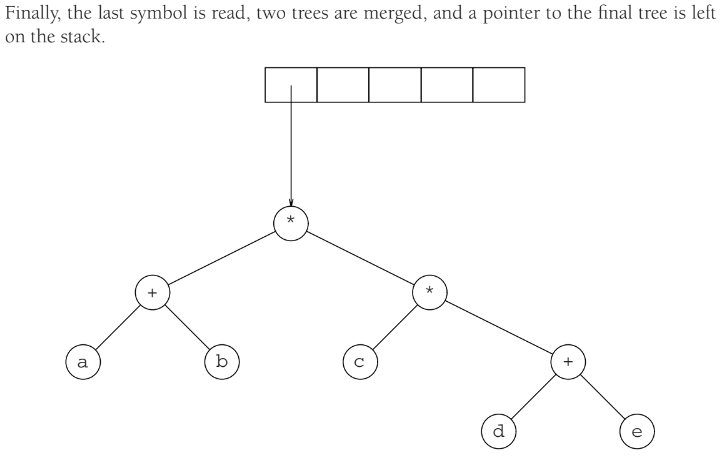 Finally, the last symbol is read, two trees are merged, and a pointer to the final tree is left
on the stack.
*
+ *
a b c +
d e